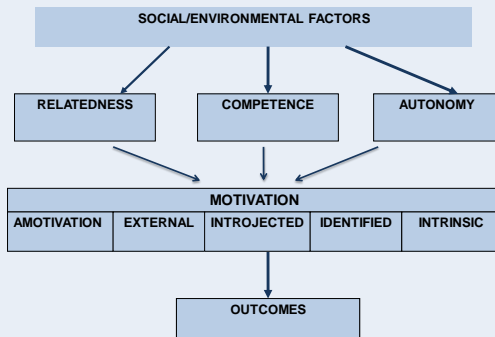 SOCIAL/ENVIRONMENTAL FACTORS
RELATEDNESS
COMPETENCE
AUTONOMY
MOTIVATION
AMOTIVATION
EXTERNAL
INTROJECTED
IDENTIFIED
INTRINSIC
OUTCOMES